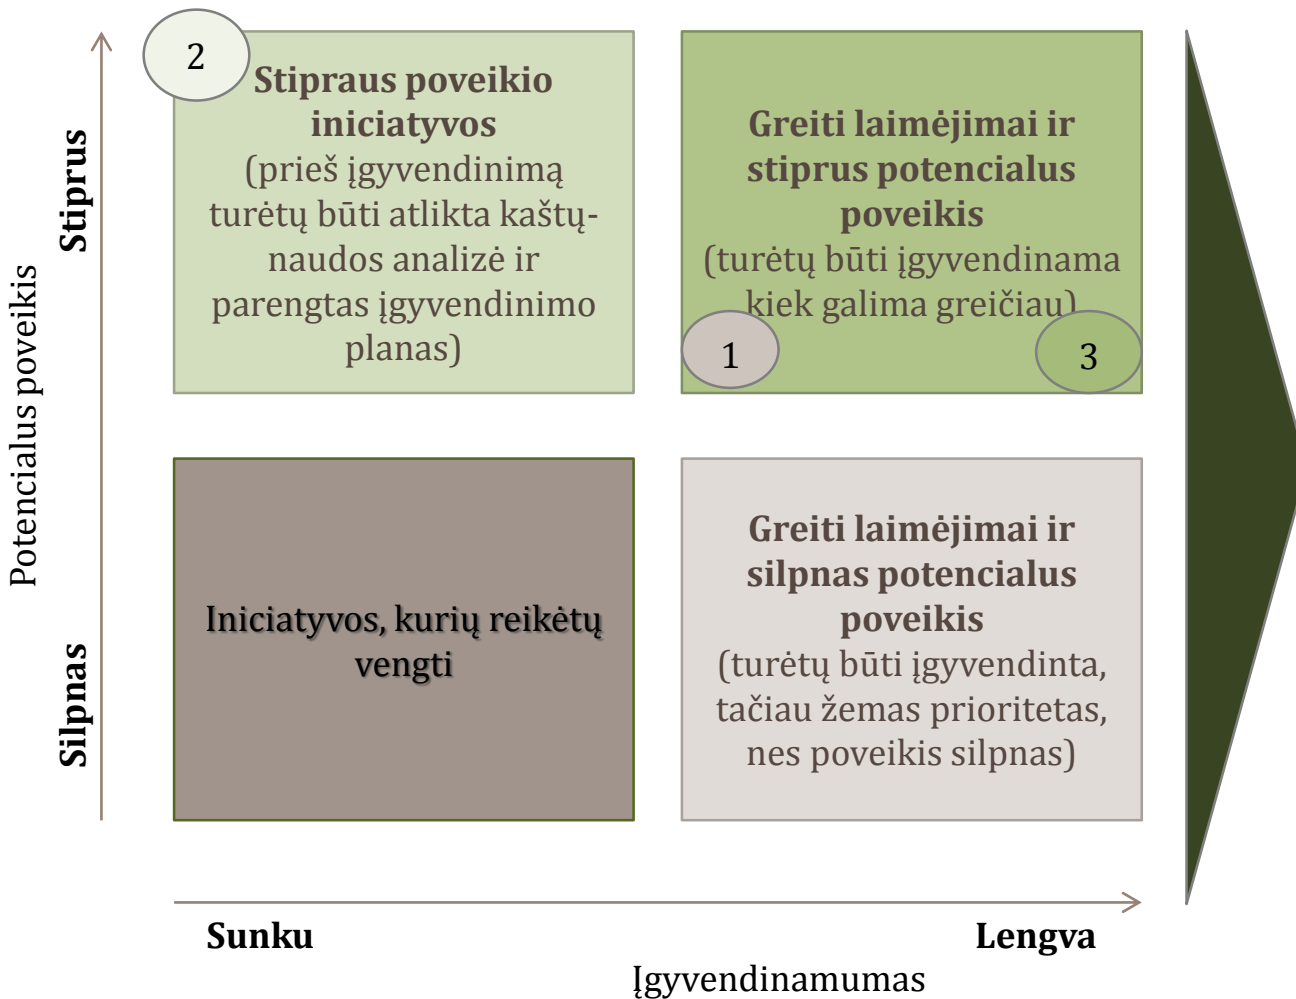 2
Stipraus poveikio
iniciatyvos
(prieš įgyvendinimą
turėtų būti atlikta kaštų-
naudos analizė ir
parengtas įgyvendinimo
planas)
Greiti laimėjimai ir
stiprus potencialus
poveikis
(turėtų būti įgyvendinama
kiek galima greičiau)
1
3
Stiprus
Potencialus poveikis
Silpnas
Iniciatyvos, kurių reikėtų
vengti
Greiti laimėjimai ir
silpnas potencialus
poveikis
(turėtų būti įgyvendinta,
tačiau žemas prioritetas,
nes poveikis silpnas)
Sunku
Lengva
Įgyvendinamumas